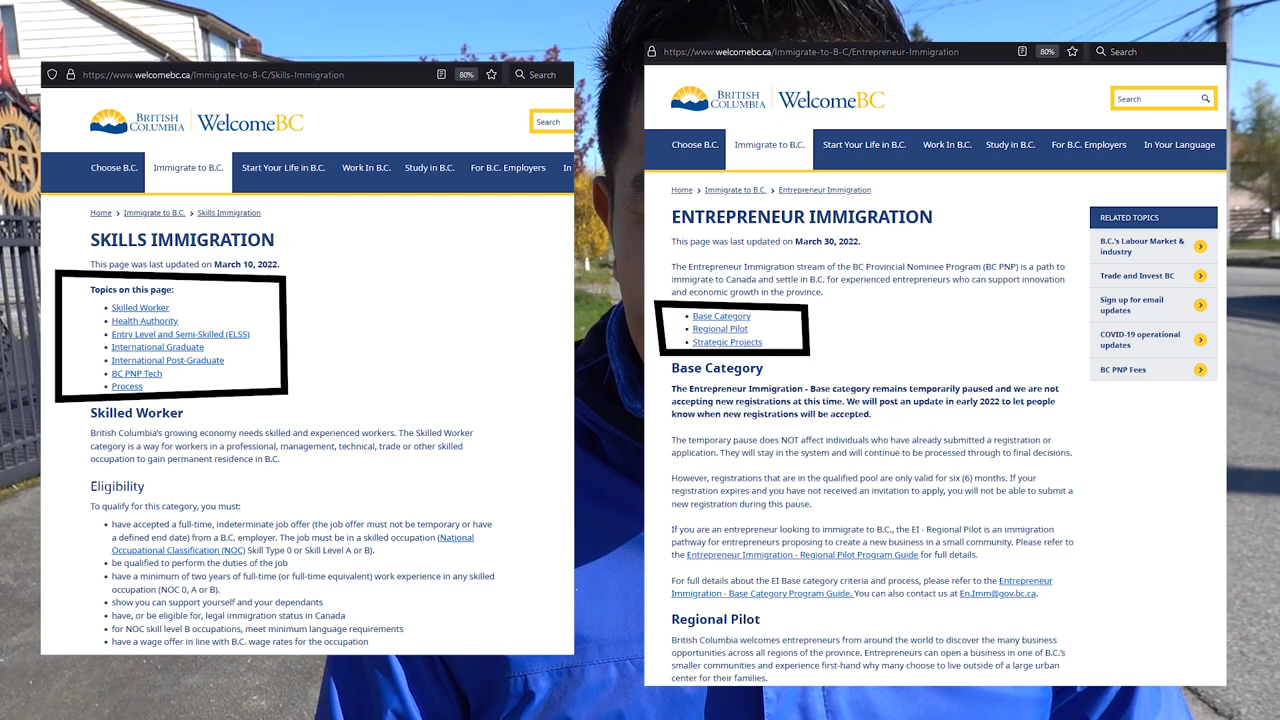 https://www.welcomebc.ca/Immigrate-to-B-C/Skills-Immigration
80%
Search
BRITISH
COLUMBIA
WelcomeBC
Search
Choose B.C.
Immigrate to B.C.
Start Your Life in B.C.
Work In B.C.
Study in B.C.
For B.C. Employers
In
Home > Immigrate to B.C. > Skills Immigration
SKILLS IMMIGRATION
This page was last updated on March 10, 2022.
Topics on this page:
• Skilled Worker
• Health Authority
• Entry Level and Semi-Skilled (ELSS)
• International Graduate
• International Post-Graduate
• BC PNP Tech
• Process
Skilled Worker
British Columbia's growing economy needs skilled and experienced workers. The Skilled Worker
category is a way for workers in a professional, management, technical, trade or other skilled
occupation to gain permanent residence in B.C.
Eligibility
To qualify for this category, you must:
• have accepted a full-time, indeterminate job offer (the job offer must not be temporary or have
a defined end date) from a B.C. employer. The job must be in a skilled occupation (National
Occupational Classification (NOC) Skill Type 0 or Skill Level A or B).
• be qualified to perform the duties of the job
• have a minimum of two years of full-time (or full-time equivalent) work experience in any skilled
occupation (NOC 0, A or B).
• show you can support yourself and your dependants
• have, or be eligible for, legal immigration status in Canada
• for NOC skill level B occupations, meet minimum language requirements
• have a wage offer in line with B.C. wage rates for the occupation
https://www.welcomebc.ca/Immigrate-to-B-C/Entrepreneur-Immigration
80%
Search
BRITISH
COLUMBIA
WelcomeBC
Search
Choose B.C.
Immigrate to B.C.
Start Your Life in B.C.
Work In B.C.
Study in B.C.
For B.C. Employers
In Your Language
Home > Immigrate to B.C. > Entrepreneur Immigration
ENTREPRENEUR IMMIGRATION
This page was last updated on March 30, 2022.
The Entrepreneur Immigration stream of the BC Provincial Nominee Program (BC PNP) is a path to
immigrate to Canada and settle in B.C. for experienced entrepreneurs who can support innovation
and economic growth in the province.
• Base Category
• Regional Pilot
• Strategic Projects
Base Category
The Entrepreneur Immigration - Base category remains temporarily paused and we are not
accepting new registrations at this time. We will post an update in early 2022 to let people
know when new registrations will be accepted.
The temporary pause does NOT affect individuals who have already submitted a registration or
application. They will stay in the system and will continue to be processed through to final decisions.
However, registrations that are in the qualified pool are only valid for six (6) months. If your
registration expires and you have not received an invitation to apply, you will not be able to submit a
new registration during this pause.
If you are an entrepreneur looking to immigrate to B.C., the EI - Regional Pilot is an immigration
pathway for entrepreneurs proposing to create a new business in a small community. Please refer to
the Entrepreneur Immigration - Regional Pilot Program Guide for full details.
For full details about the EI Base category criteria and process, please refer to the Entrepreneur
Immigration - Base Category Program Guide. You can also contact us at En.Imm@gov.bc.ca.
Regional Pilot
British Columbia welcomes entrepreneurs from around the world to discover the many business
opportunities across all regions of the province. Entrepreneurs can open a business in one of B.C.'s
smaller communities and experience first-hand why many choose to live outside of a large urban
center for their families.
RELATED TOPICS
B.C.'s Labour Market &
industry
Trade and Invest BC
Sign up for email
updates
COVID-19 operational
updates
BC PNP Fees